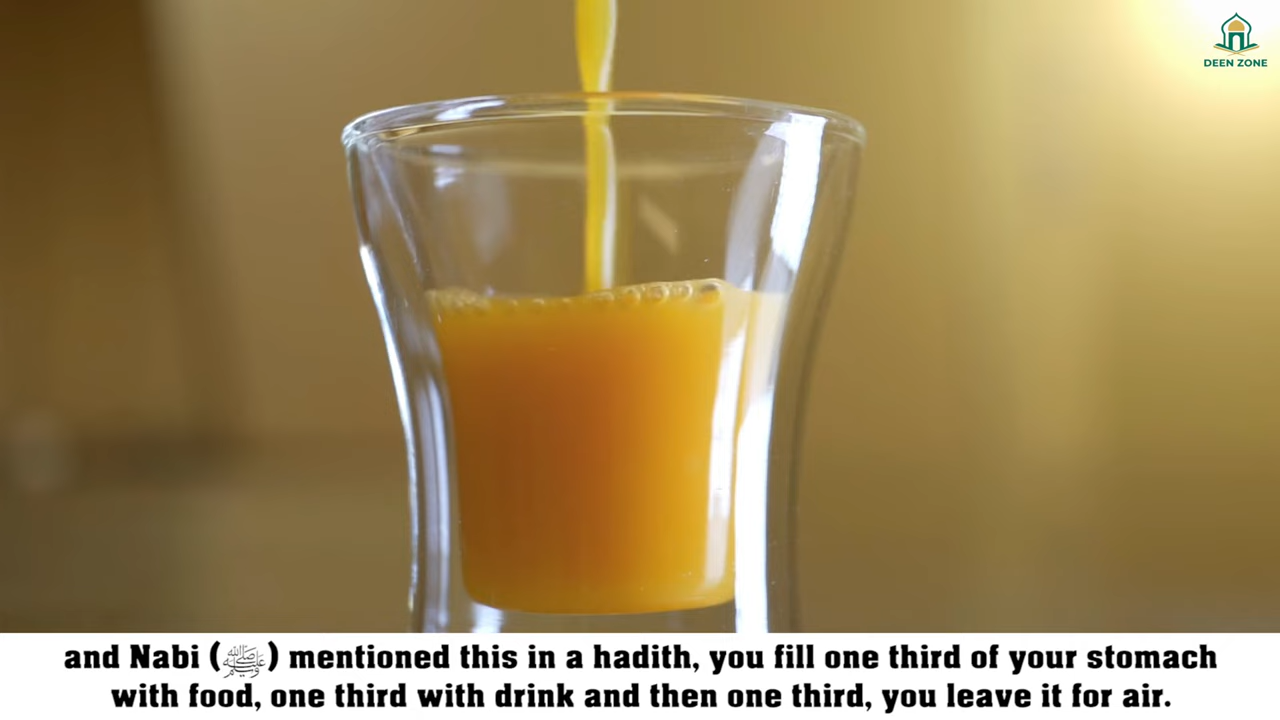 DEEN ZONE
and Nabi (ﷺ) mentioned this in a hadith, you fill one third of your stomach
with food, one third with drink and then one third, you leave it for air.